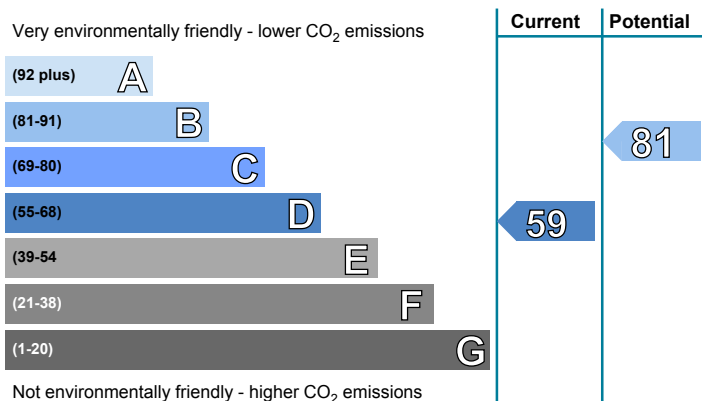 Very environmentally friendly - lower CO₂ emissions
Current
Potential
(92 plus) A
(81-91) B
(69-80) C
(55-68) D
(39-54 E
(21-38) F
(1-20) G
81
59
Not environmentally friendly - higher CO₂ emissions